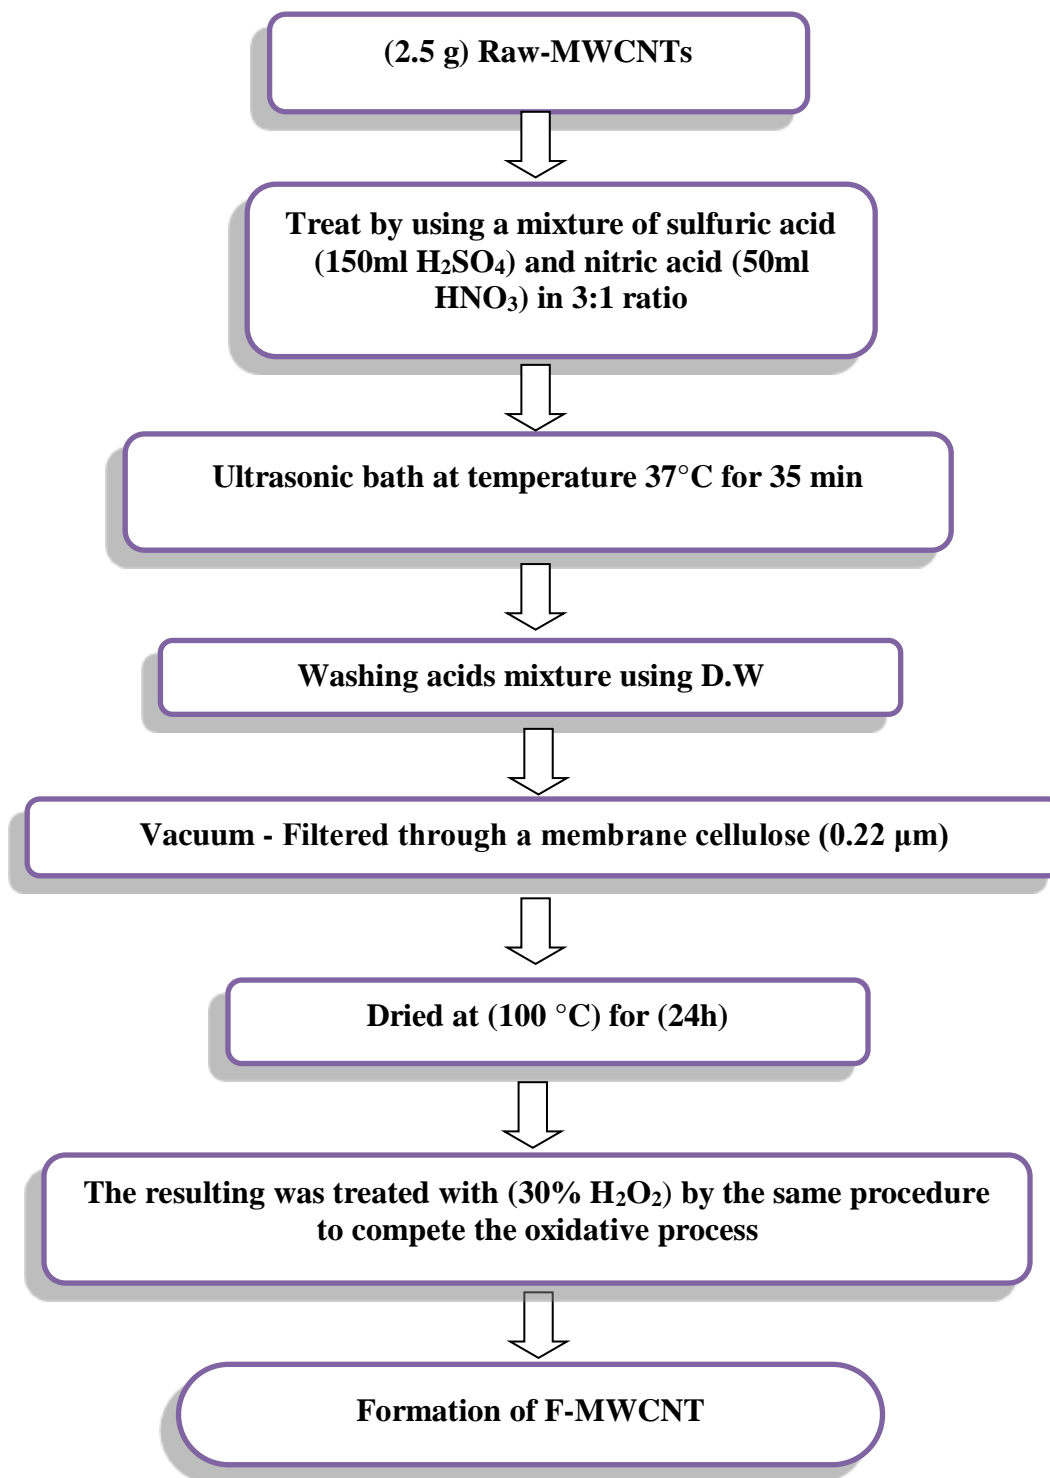 (2.5 g) Raw-MWCNTs
Treat by using a mixture of sulfuric acid
(150ml H₂SO₄) and nitric acid (50ml
HNO₃) in 3:1 ratio
Ultrasonic bath at temperature 37°C for 35 min
Washing acids mixture using D.W
Vacuum - Filtered through a membrane cellulose (0.22 µm)
Dried at (100 °C) for (24h)
The resulting was treated with (30% H₂O₂) by the same procedure
to compete the oxidative process
Formation of F-MWCNT